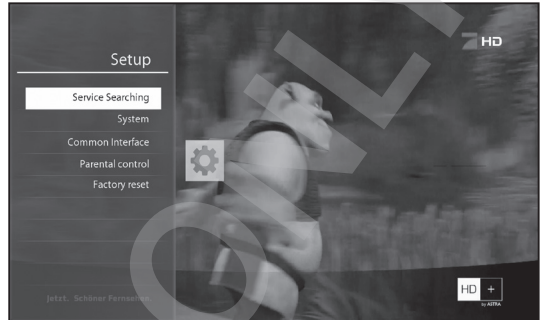 Setup
HD
Service Searching
System
Common Interface
Parental control
Factory reset
Jetzt. Schöner Fernsehen.
HD +
by ASTRA